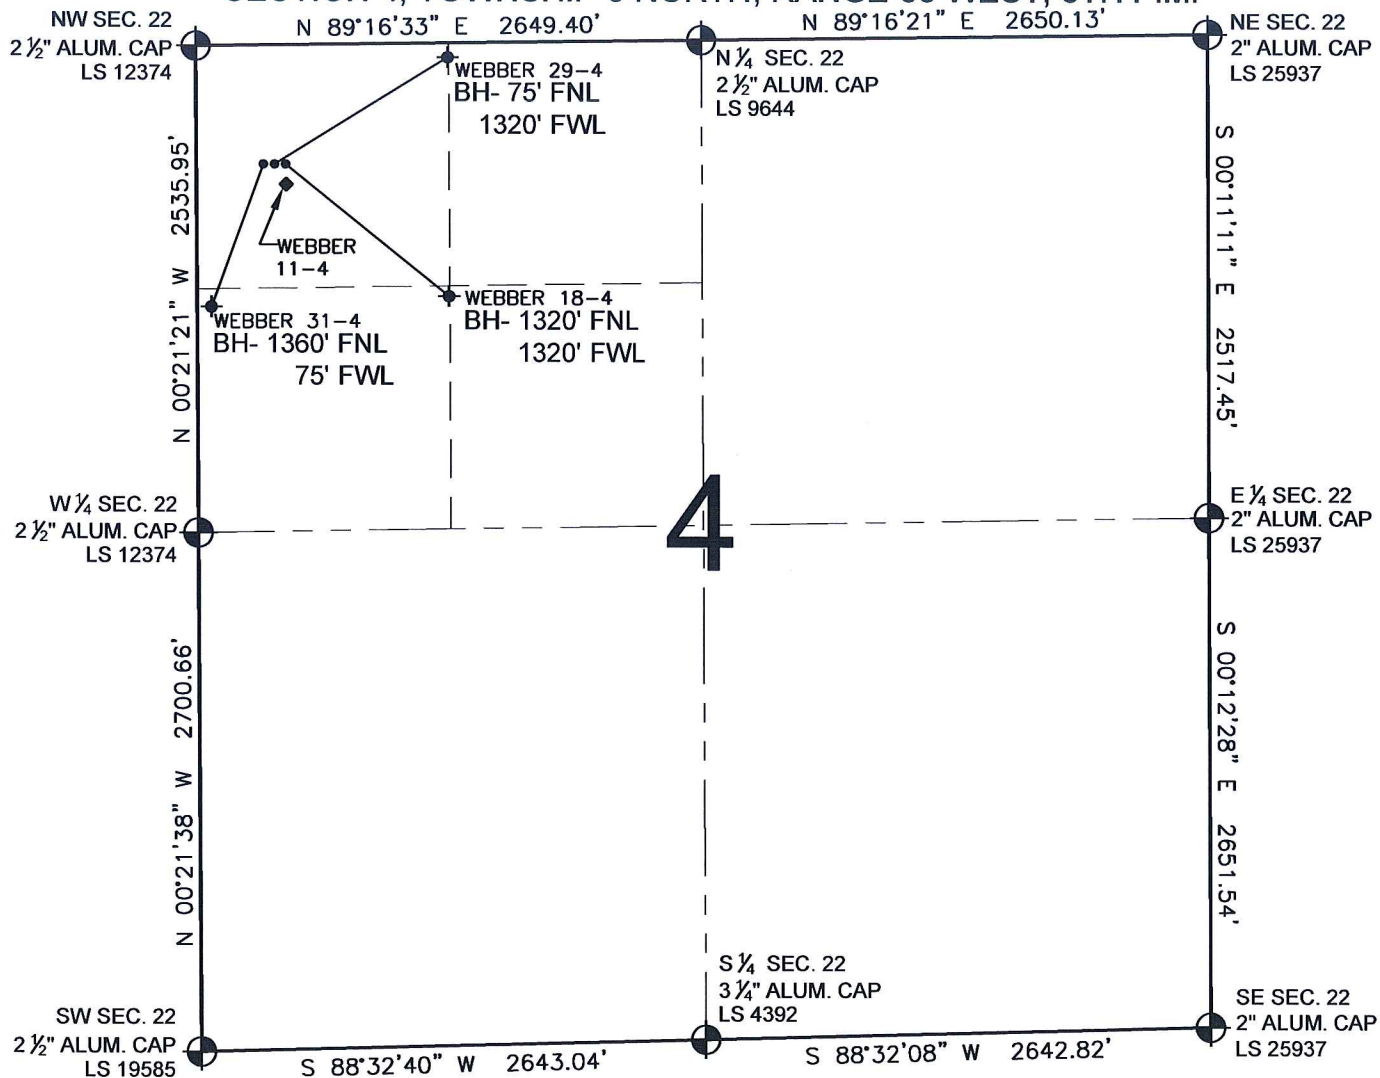 N 89°16'33" E 2649.40'
N 89°16'21" E 2650.13'
NW SEC. 22
2 ½" ALUM. CAP
LS 12374
N ¼ SEC. 22
2 ½" ALUM. CAP
LS 9644
NE SEC. 22
2" ALUM. CAP
LS 25937
WEBBER 29-4
BH- 75' FNL
1320' FWL
WEBBER
11-4
WEBBER 18-4
BH- 1320' FNL
1320' FWL
WEBBER 31-4
BH- 1360' FNL
75' FWL
N 00°21'21" W 2535.95'
S 00°11'11" E 2517.45'
W ¼ SEC. 22
2 ½" ALUM. CAP
LS 12374
4
E ¼ SEC. 22
2" ALUM. CAP
LS 25937
N 00°21'38" W 2700.66'
S 00°12'28" E 2651.54'
SW SEC. 22
2 ½" ALUM. CAP
LS 19585
S ¼ SEC. 22
3 ¼" ALUM. CAP
LS 4392
SE SEC. 22
2" ALUM. CAP
LS 25937
S 88°32'40" W 2643.04'
S 88°32'08" W 2642.82'